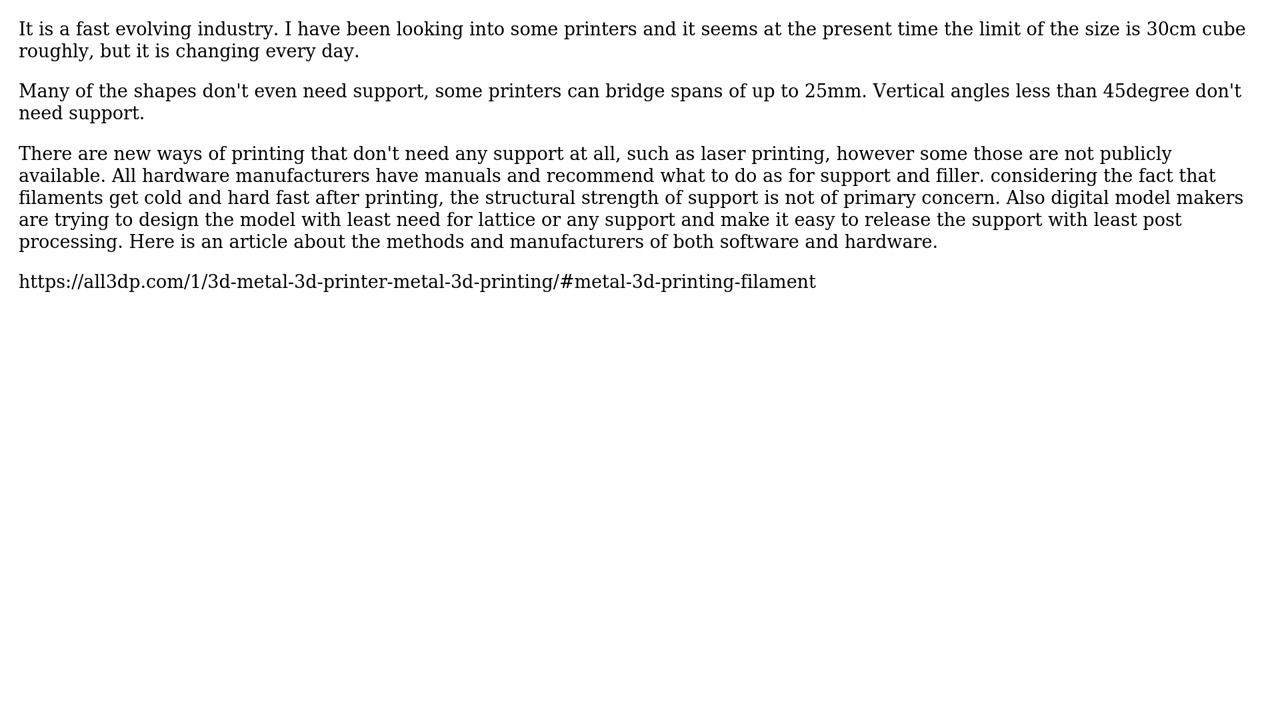 It is a fast evolving industry. I have been looking into some printers and it seems at the present time the limit of the size is 30cm cube
roughly, but it is changing every day.
Many of the shapes don't even need support, some printers can bridge spans of up to 25mm. Vertical angles less than 45degree don't
need support.
There are new ways of printing that don't need any support at all, such as laser printing, however some those are not publicly
available. All hardware manufacturers have manuals and recommend what to do as for support and filler. considering the fact that
filaments get cold and hard fast after printing, the structural strength of support is not of primary concern. Also digital model makers
are trying to design the model with least need for lattice or any support and make it easy to release the support with least post
processing. Here is an article about the methods and manufacturers of both software and hardware.
https://all3dp.com/1/3d-metal-3d-printer-metal-3d-printing/#metal-3d-printing-filament